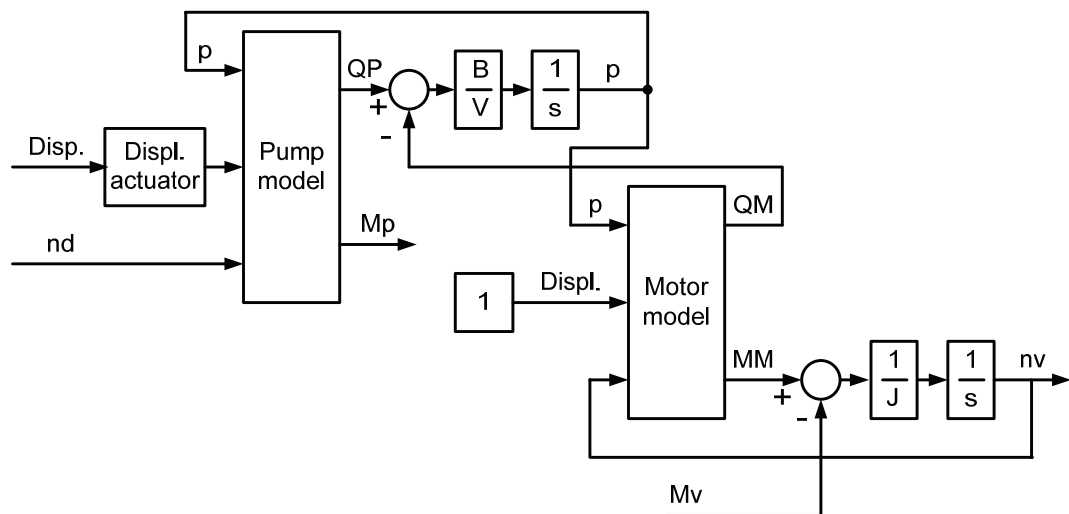 p
QP
+
-
B
V
1
s
p
Disp.
Displ.
actuator
Pump
model
nd
Mp
p
QM
1
Displ.
Motor
model
MM
+
-
1
J
1
s
nv
Mv